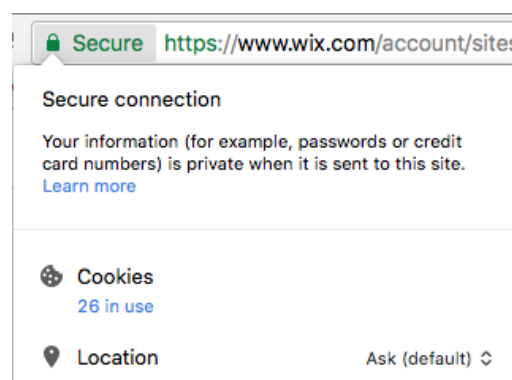 Secure https://www.wix.com/account/sites
Secure connection
Your information (for example, passwords or credit
card numbers) is private when it is sent to this site.
Learn more
Cookies
26 in use
Location Ask (default)